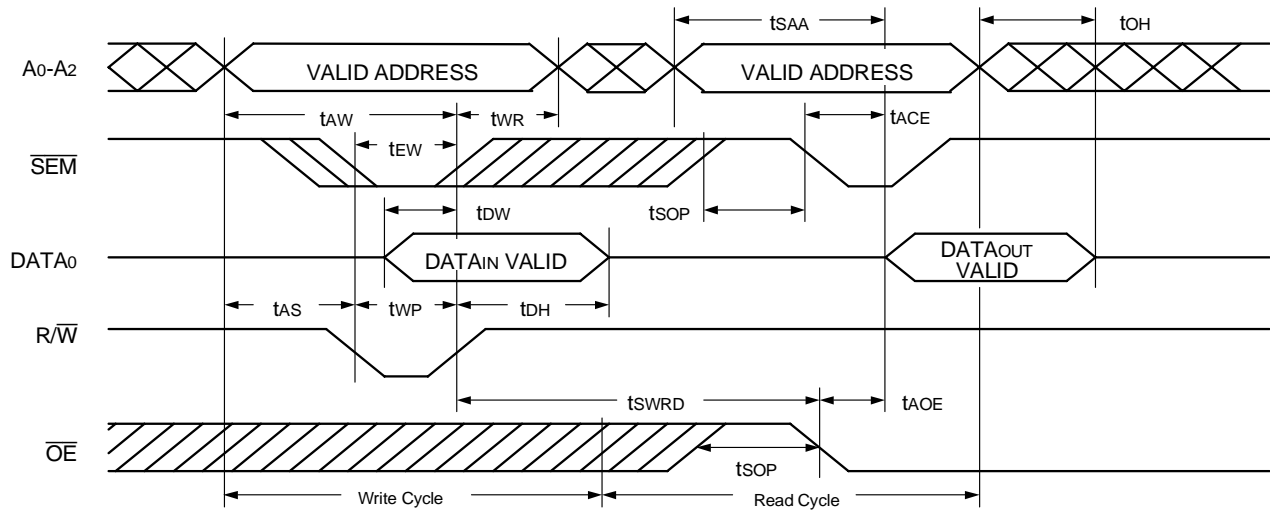 tSAA
tOH
A0-A2
VALID ADDRESS
VALID ADDRESS
tAW
tWR
tACE
SEM
tEW
tDW
tSOP
DATA0
DATAIN VALID
DATAOUT
VALID
tAS
tWP
tDH
R/W
tSWRD
tAOE
OE
tSOP
Write Cycle
Read Cycle